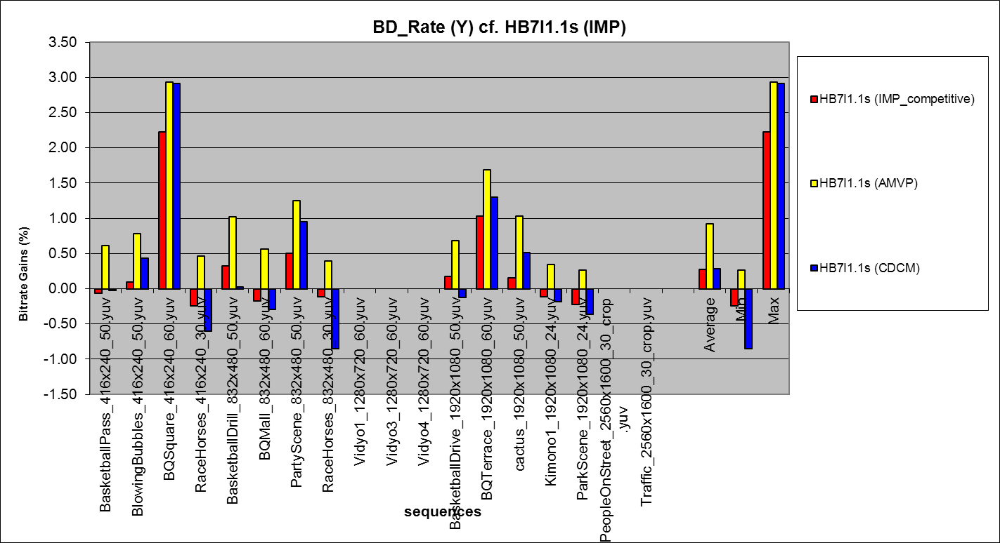 BD_Rate (Y) cf. HB7I1.1s (IMP)
3.50
3.00
2.50
2.00
1.50
1.00
0.50
0.00
-0.50
-1.00
-1.50
Bitrate Gains (%)
BasketballPass_416x240_50.yuv
BlowingBubbles_416x240_50.yuv
BQSquare_416x240_60.yuv
RaceHorses_416x240_30.yuv
BasketballDrill_832x480_50.yuv
BQMall_832x480_60.yuv
PartyScene_832x480_50.yuv
RaceHorses_832x480_30.yuv
Vidyo1_1280x720_60.yuv
Vidyo3_1280x720_60.yuv
Vidyo4_1280x720_60.yuv
BasketballDrive_1920x1080_50.yuv
BQTerrace_1920x1080_60.yuv
cactus_1920x1080_50.yuv
Kimono1_1920x1080_24.yuv
ParkScene_1920x1080_24.yuv
PeopleOnStreet_2560x1600_30_crop
.yuv
Traffic_2560x1600_30_crop.yuv
Average
Min
Max
sequences
HB7I1.1s (IMP_competitive)
HB7I1.1s (AMVP)
HB7I1.1s (CDCM)